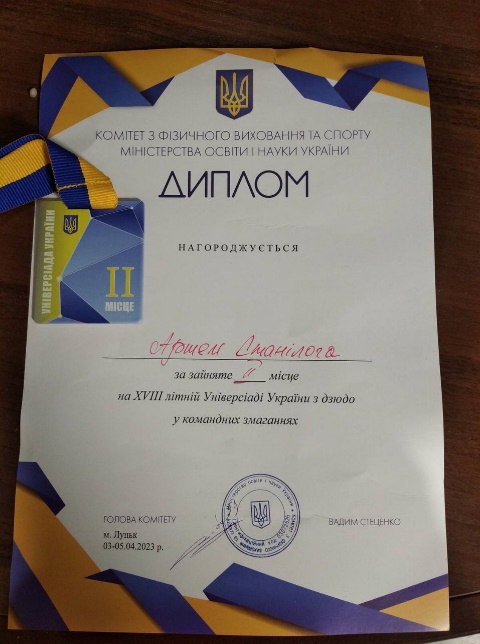 КОМІТЕТ З ФІЗИЧНОГО ВИХОВАННЯ ТА СПОРТУ
МІНІСТЕРСТВА ОСВІТИ І НАУКИ УКРАЇНИ
ДИПЛОМ
УНІВЕРСІАДА УКРАЇНИ
II
МІСЦЕ
НАГОРОДЖУЄТЬСЯ
Артем Станілога
за зайняте II місце
на XVIII літній Універсіаді України з дзюдо
у командних змаганнях
ГОЛОВА КОМІТЕТУ
ВАДИМ СТЕЦЕНКО
м. Луцьк
03-05.04.2023 р.